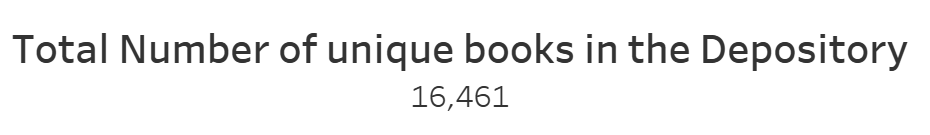 Total Number of unique books in the Depository
16,461